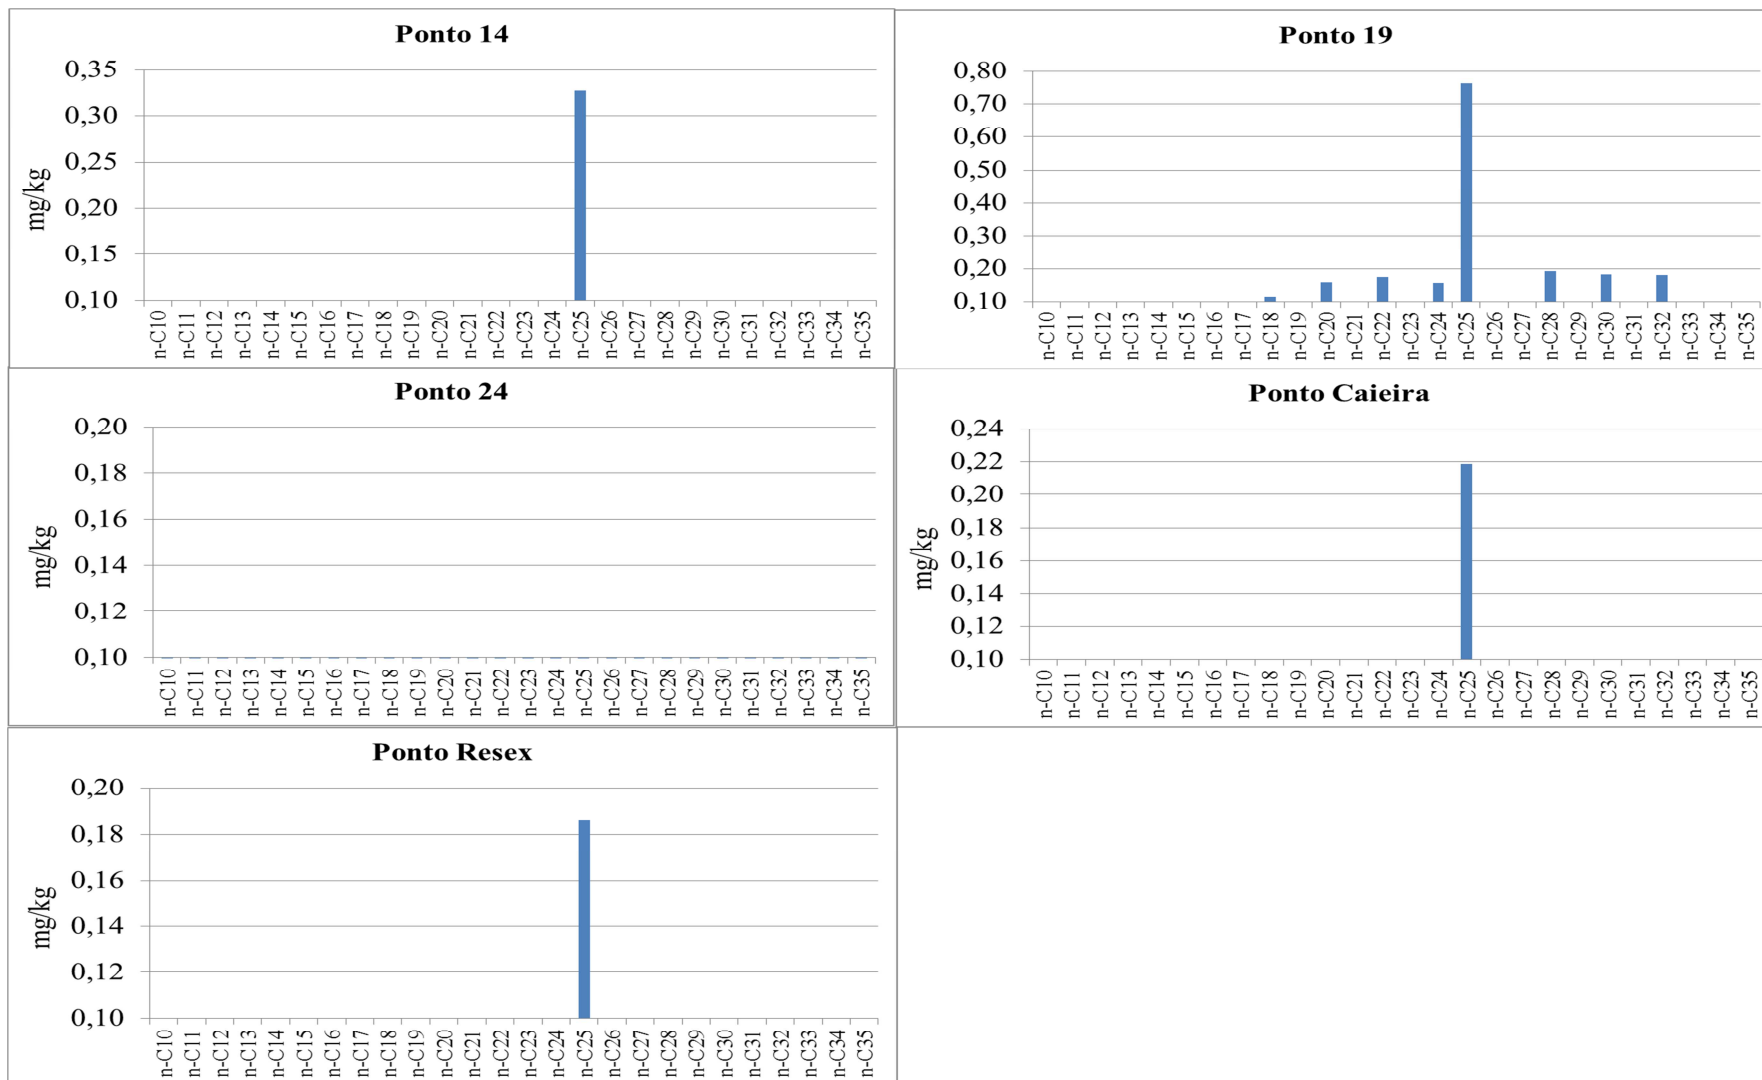 Ponto 14
0,35
0,30
0,25
0,20
0,15
0,10
mg/kg
n-C10
n-C11
n-C12
n-C13
n-C14
n-C15
n-C16
n-C17
n-C18
n-C19
n-C20
n-C21
n-C22
n-C23
n-C24
n-C25
n-C26
n-C27
n-C28
n-C29
n-C30
n-C31
n-C32
n-C33
n-C34
n-C35
Ponto 19
0,80
0,70
0,60
0,50
0,40
0,30
0,20
0,10
n-C10
n-C11
n-C12
n-C13
n-C14
n-C15
n-C16
n-C17
n-C18
n-C19
n-C20
n-C21
n-C22
n-C23
n-C24
n-C25
n-C26
n-C27
n-C28
n-C29
n-C30
n-C31
n-C32
n-C33
n-C34
n-C35
Ponto 24
0,20
0,18
0,16
0,14
0,12
0,10
mg/kg
n-C10
n-C11
n-C12
n-C13
n-C14
n-C15
n-C16
n-C17
n-C18
n-C19
n-C20
n-C21
n-C22
n-C23
n-C24
n-C25
n-C26
n-C27
n-C28
n-C29
n-C30
n-C31
n-C32
n-C33
n-C34
n-C35
Ponto Caieira
0,24
0,22
0,20
0,18
0,16
0,14
0,12
0,10
mg/kg
n-C10
n-C11
n-C12
n-C13
n-C14
n-C15
n-C16
n-C17
n-C18
n-C19
n-C20
n-C21
n-C22
n-C23
n-C24
n-C25
n-C26
n-C27
n-C28
n-C29
n-C30
n-C31
n-C32
n-C33
n-C34
n-C35
Ponto Resex
0,20
0,18
0,16
0,14
0,12
0,10
mg/kg
n-C10
n-C11
n-C12
n-C13
n-C14
n-C15
n-C16
n-C17
n-C18
n-C19
n-C20
n-C21
n-C22
n-C23
n-C24
n-C25
n-C26
n-C27
n-C28
n-C29
n-C30
n-C31
n-C32
n-C33
n-C34
n-C35